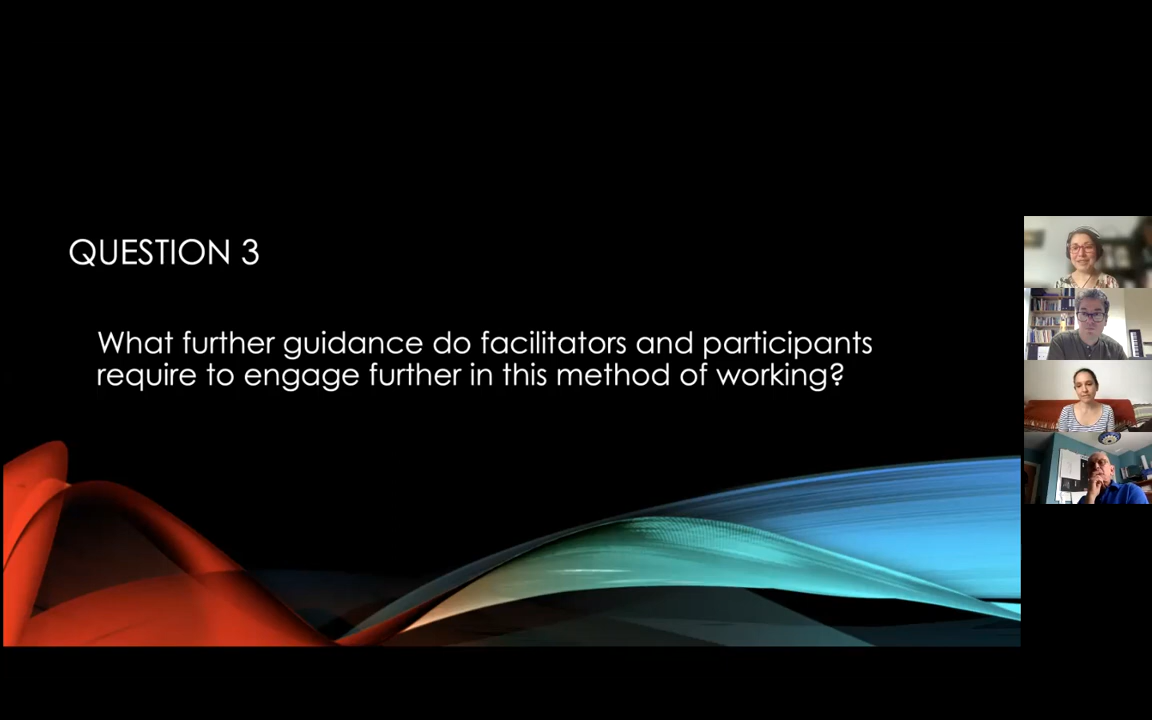 QUESTION 3
What further guidance do facilitators and participants
require to engage further in this method of working?